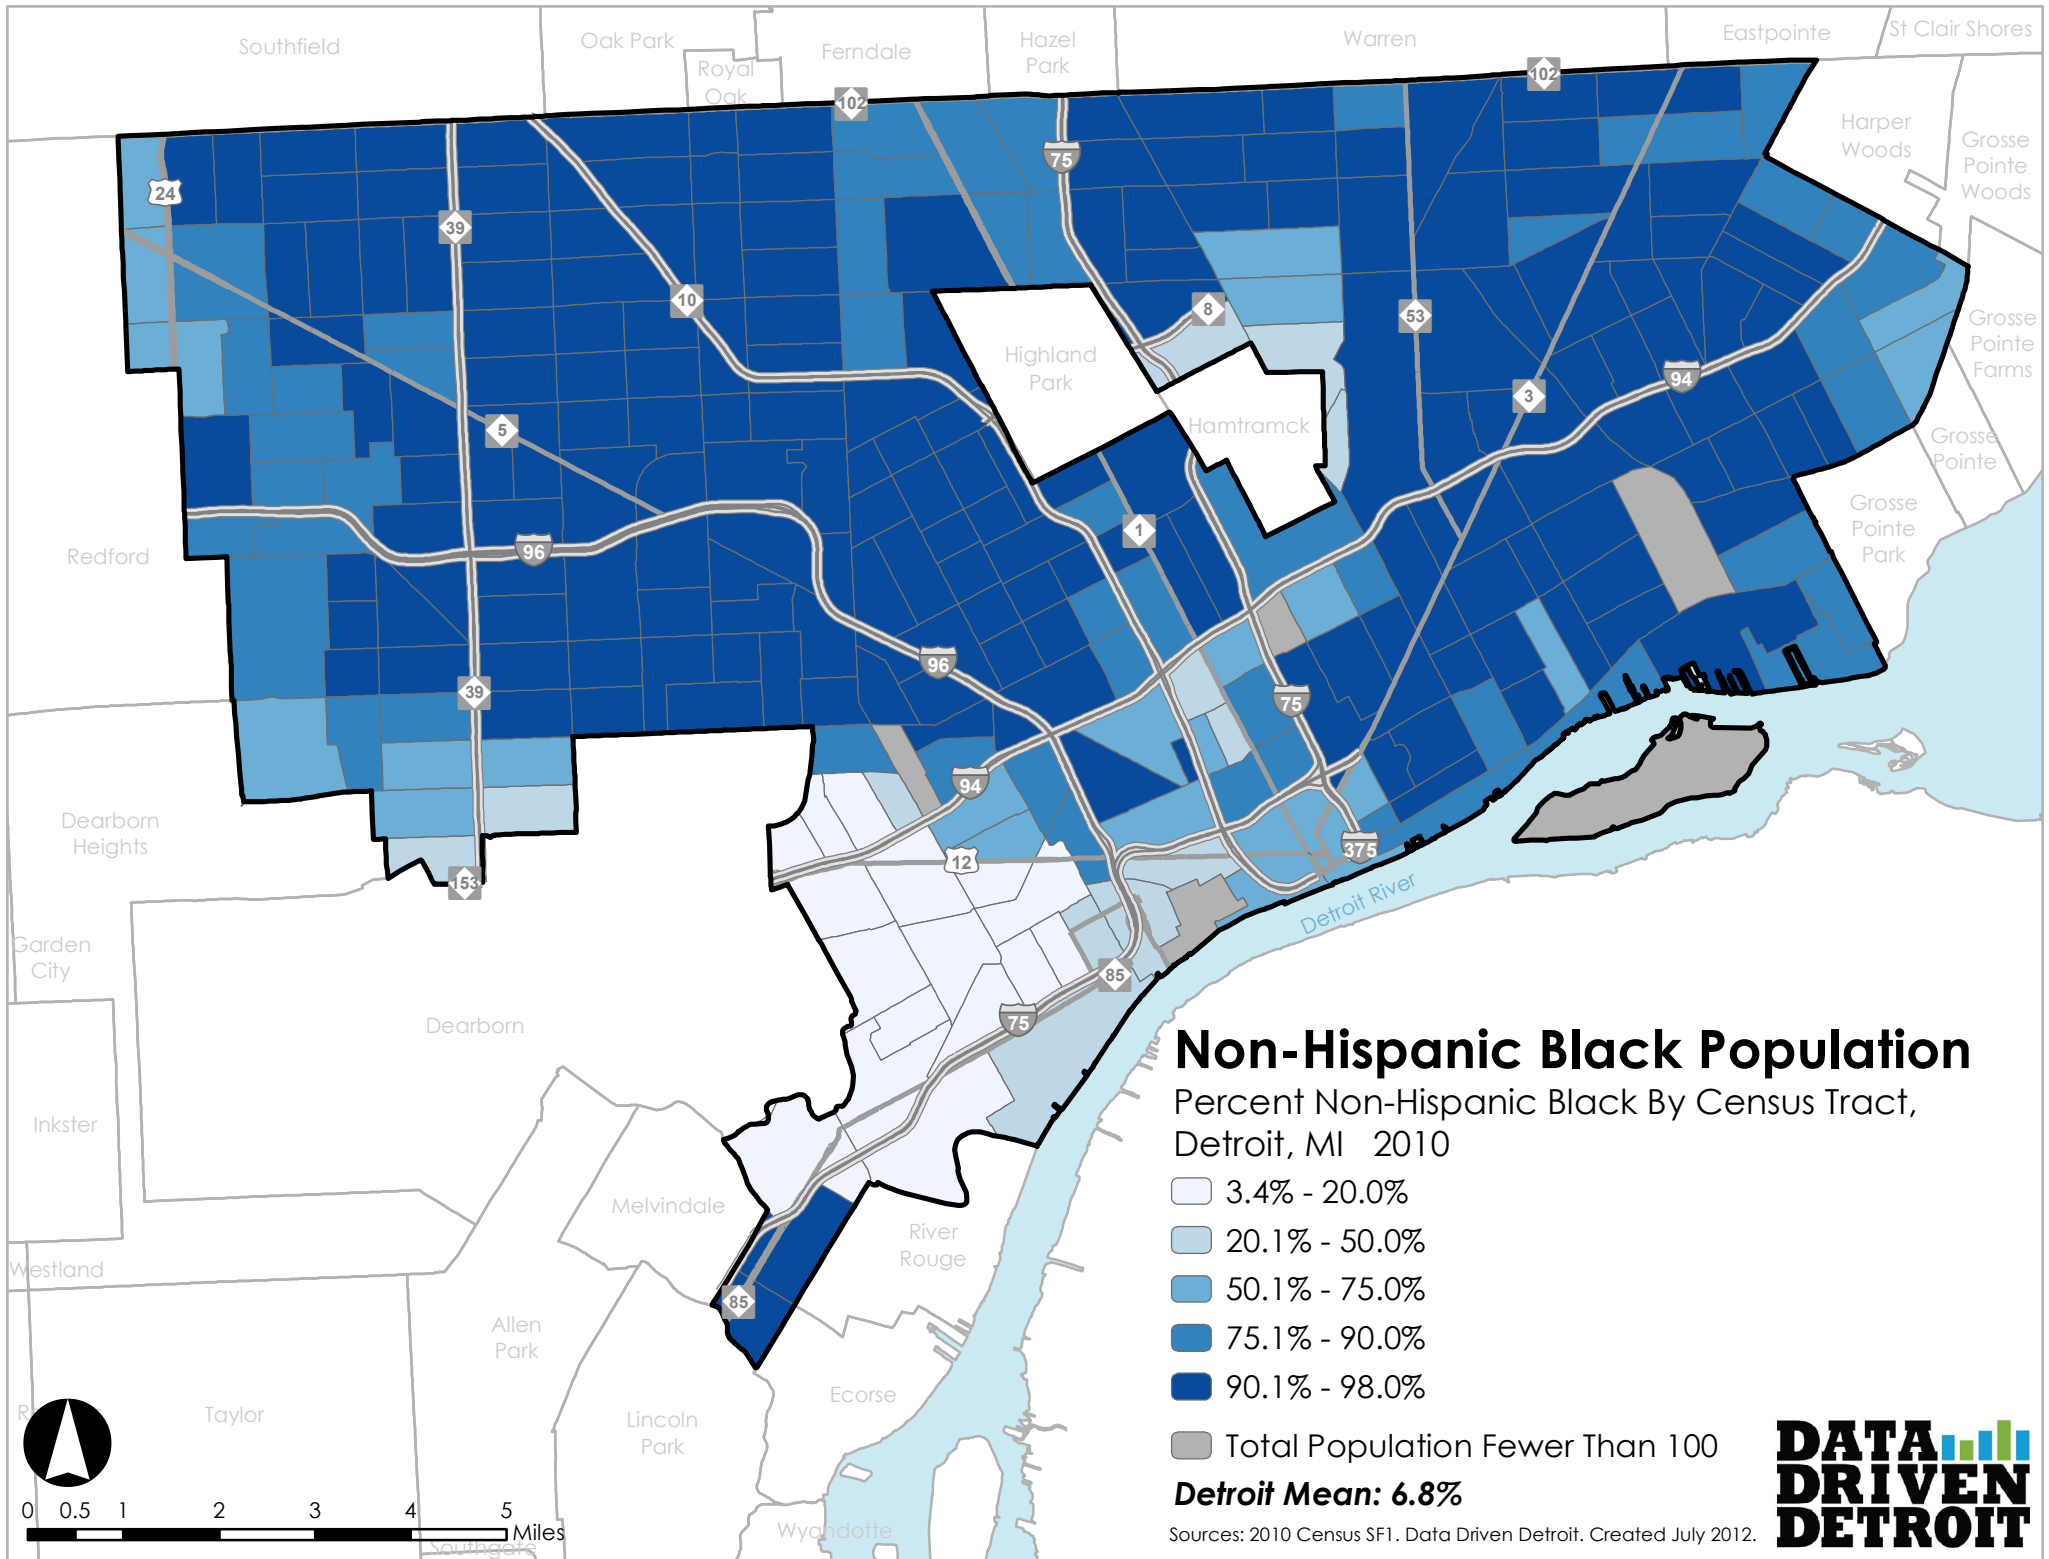 Southfield
Oak Park
Royal
Oak
Ferndale
Hazel
Park
Warren
Eastpointe
St Clair Shores
102
102
Harper
Woods
Grosse
Pointe
Woods
75
24
39
10
8
53
Highland
Park
Grosse
Pointe
Farms
94
3
5
Hamtramck
Grosse
Pointe
Grosse
Pointe
Park
1
96
Redford
96
39
75
94
Dearborn
Heights
12
375
153
Detroit River
Garden
City
85
75
Dearborn
Inkster
Melvindale
River
Rouge
Westland
85
Allen
Park
Ecorse
Taylor
Lincoln
Park
Wyandotte
Southgate
Non-Hispanic Black Population
Percent Non-Hispanic Black By Census Tract,
Detroit, MI 2010
3.4% - 20.0%
20.1% - 50.0%
50.1% - 75.0%
75.1% - 90.0%
90.1% - 98.0%
Total Population Fewer Than 100
Detroit Mean: 6.8%
Sources: 2010 Census SF1. Data Driven Detroit. Created July 2012.
0 0.5 1 2 3 4 5
Miles
DATA
DRIVEN
DETROIT